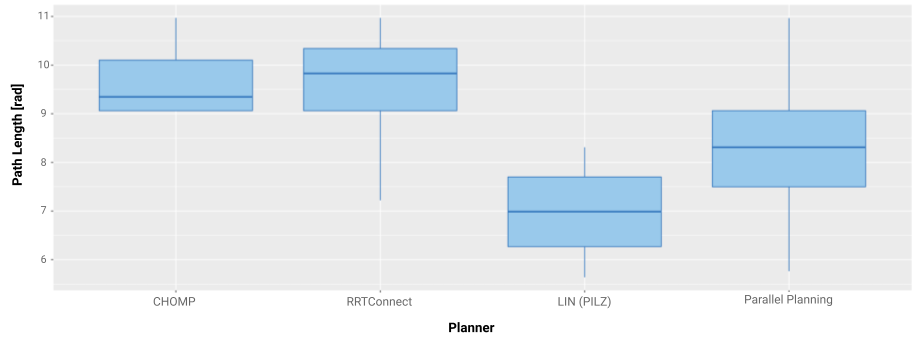 11
10
9
8
7
6
Path Length [rad]
CHOMP
RRTConnect
LIN (PILZ)
Parallel Planning
Planner